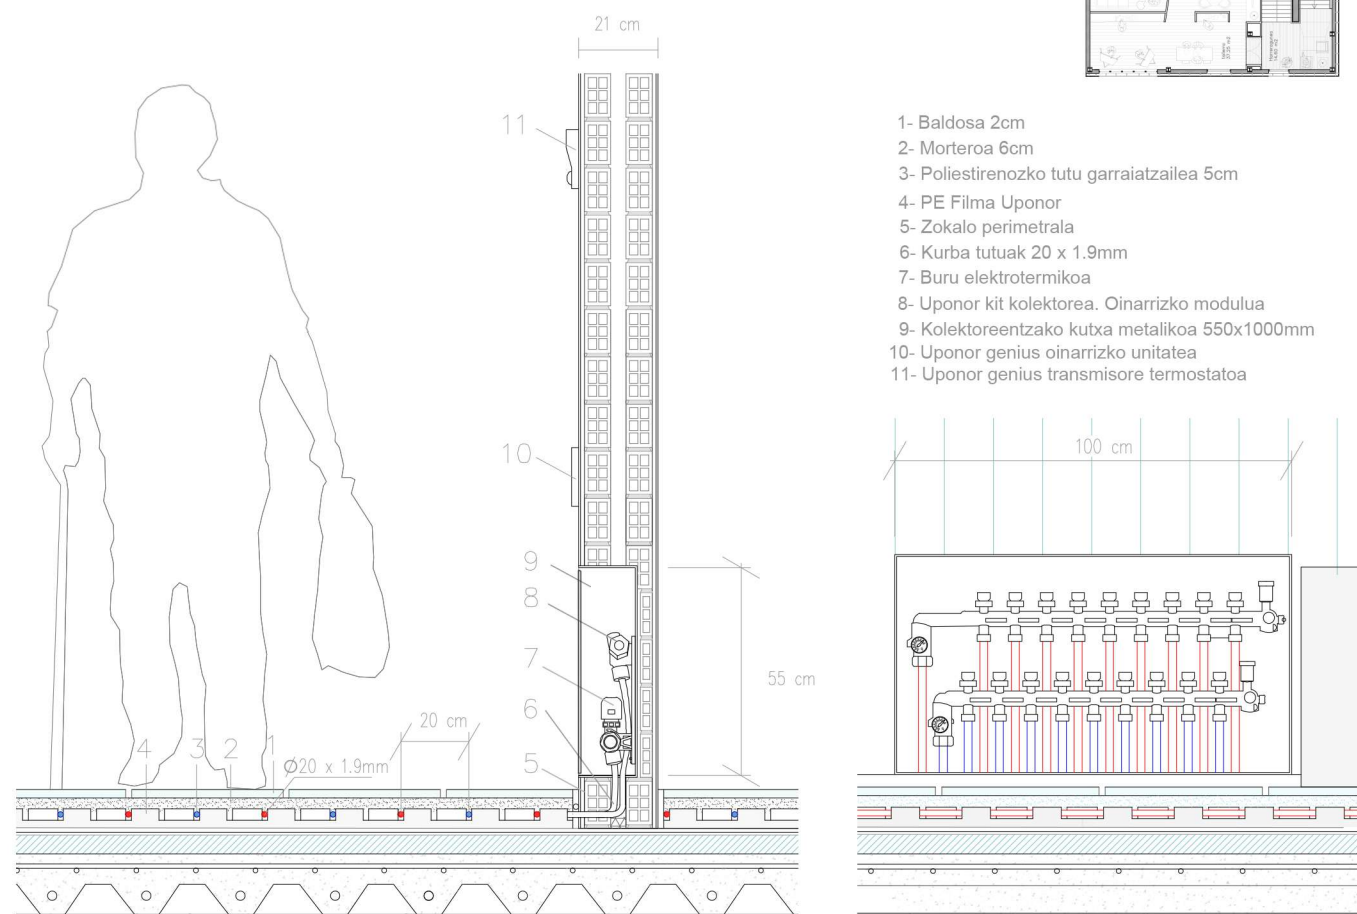 21 cm
11
1- Baldosa 2cm
2- Morteroa 6cm
3- Poliestirenozko tutu garraiatzailea 5cm
4- PE Filma Uponor
5- Zokalo perimetrala
6- Kurba tutuak 20 x 1.9mm
7- Buru elektrotermikoa
8- Uponor kit kolektorea. Oinarrizko modulua
9- Kolektoreentzako kutxa metalikoa 550x1000mm
10- Uponor genius oinarrizko unitatea
11- Uponor genius transmisore termostatoa
10
100 cm
9
8
7
55 cm
6
20 cm
5
4
3
2
1
Ø20 x 1.9mm